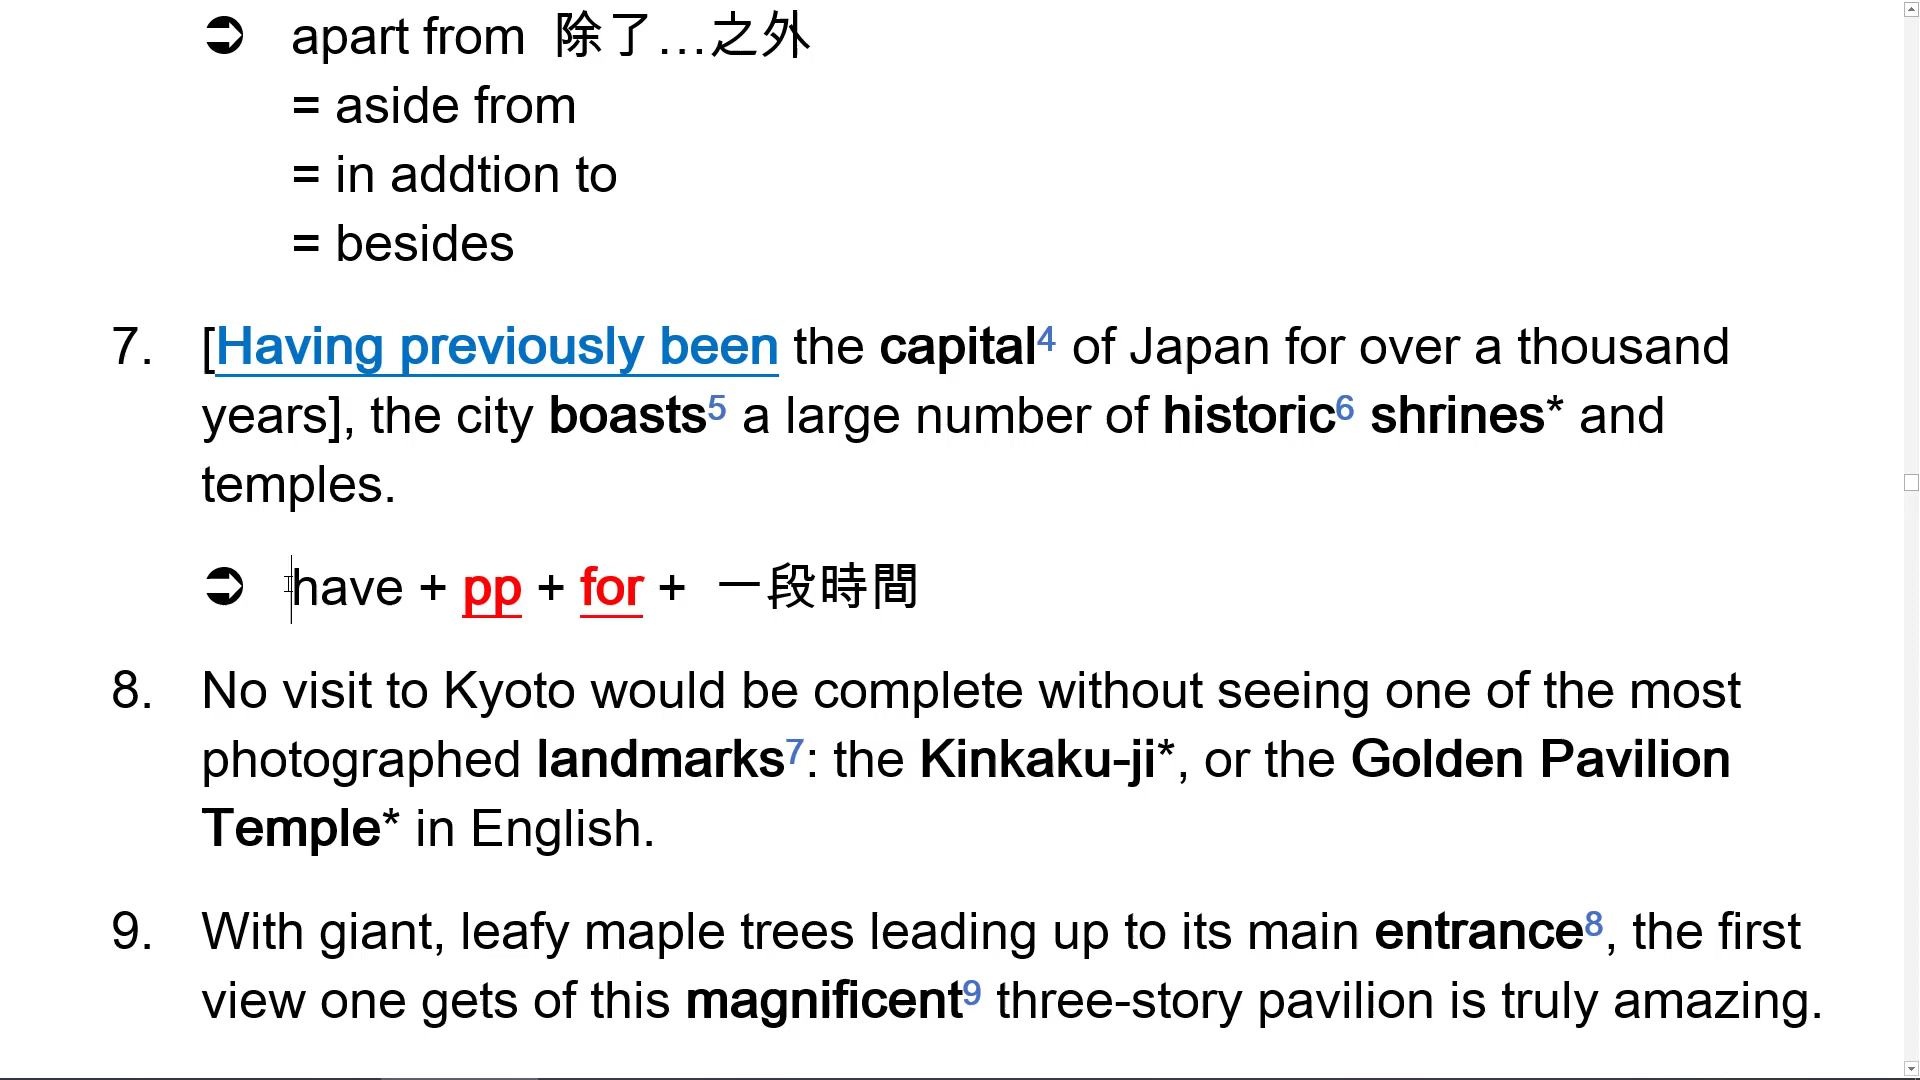 ➲ apart from 除了…之外
= aside from
= in addtion to
= besides
7. [Having previously been the capital4 of Japan for over a thousand
years], the city boasts5 a large number of historic6 shrines* and
temples.
➲ have + pp + for + 一段時間
8. No visit to Kyoto would be complete without seeing one of the most
photographed landmarks7: the Kinkaku-ji*, or the Golden Pavilion
Temple* in English.
9. With giant, leafy maple trees leading up to its main entrance8, the first
view one gets of this magnificent9 three-story pavilion is truly amazing.